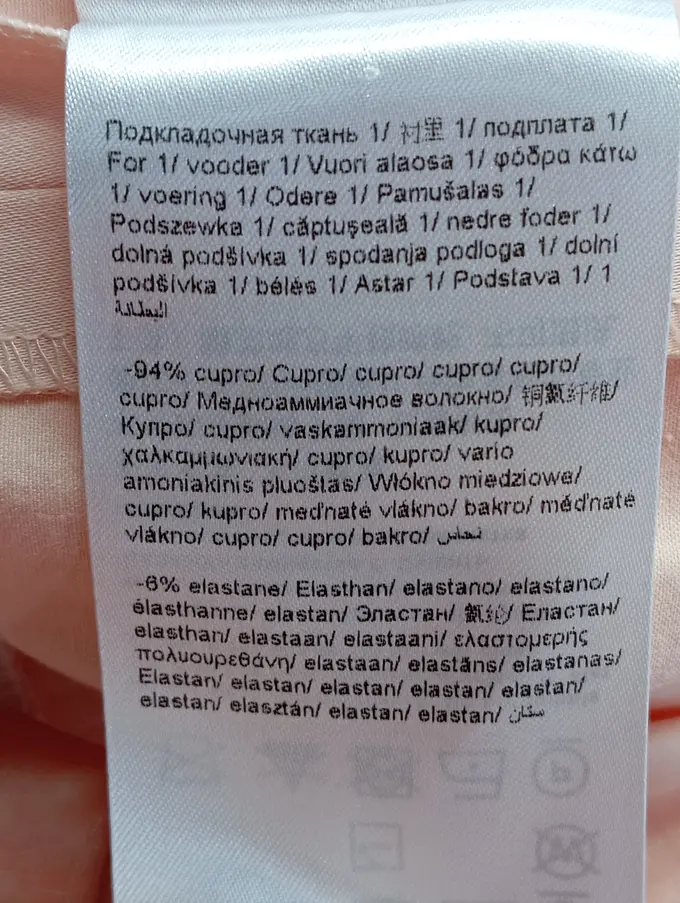 Подкладочная ткань 1/ 衬里 1/ подплата 1/
For 1/ vooder 1/ Vuori alaosa 1/ φόδρα κάτω
1/ voering 1/ Odere 1/ Pamušalas 1/
Podszewka 1/ căptuşeală 1/ nedre foder 1/
dolná podšívka 1/ spodanja podloga 1/ dolní
podšívka 1/ bélés 1/ Astar 1/ Podstava 1/ 1
البطانة
-94% cupro/ Cupro/ cupro/ cupro/ cupro/
cupro/ Медноаммиачное волокно/ 铜氨纤维/
Купро/ cupro/ vaskammoniaak/ kupro/
χαλκαμμωνιακή/ cupro/ kupro/ vario
amoniakinis pluoštas/ Włókno miedziowe/
cupro/ kupro/ meďnaté vlákno/ bakro/ měďnaté
vlákno/ cupro/ cupro/ bakro/ نحاس
-6% elastane/ Elasthan/ elastano/ elastano/
élasthanne/ elastan/ Эластан/ 氨纶/ Еластан/
elasthan/ elastaan/ elastaani/ ελαστομερής
πολυουρεθάνη/ elastaan/ elastāns/ elastanas/
Elastan/ elastan/ elastan/ elastan/ elastan/
elastan/ elasztán/ elastan/ elastan/